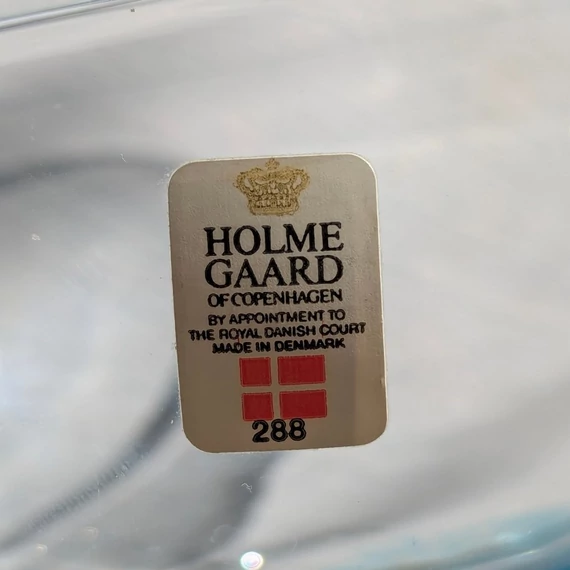 HOLME
GAARD
OF COPENHAGEN
BY APPOINTMENT TO
THE ROYAL DANISH COURT
MADE IN DENMARK
288